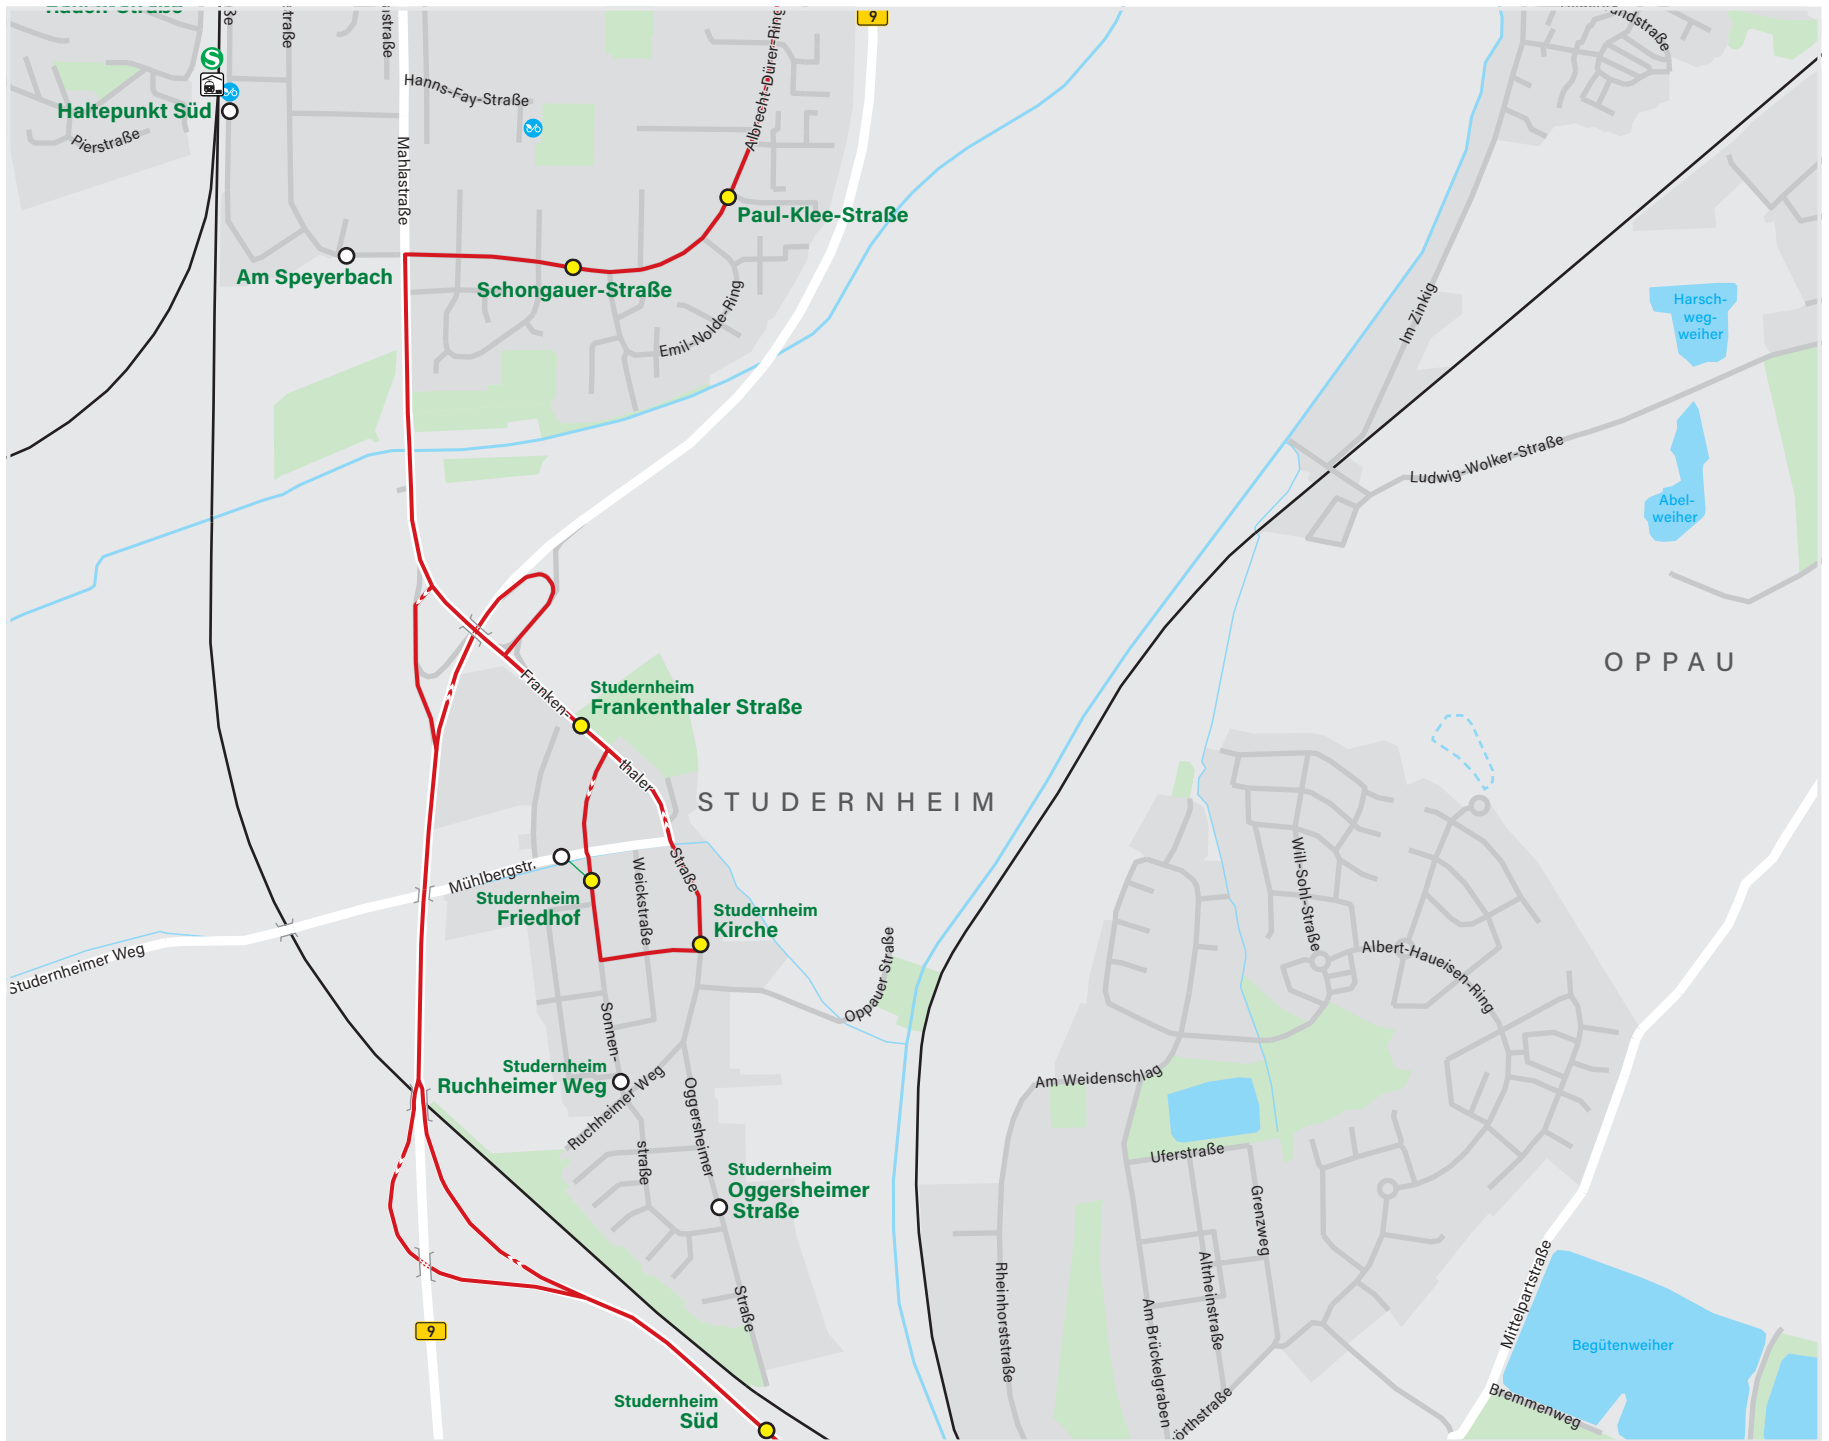 9
Hanns-Fay-Straße
Albrecht-Dürer-Ring
S
Haltepunkt Süd
Pierstraße
Mahlastraße
Paul-Klee-Straße
Am Speyerbach
Schongauer-Straße
Emil-Nolde-Ring
Im Zinkig
Harsch-
weg-
weiher
Ludwig-Wolker-Straße
Abel-
weiher
OPPAU
Studernheim
Frankenthaler Straße
Franken-
thaler
Straße
STUDERNHEIM
Mühlbergstr.
Weickstraße
Studernheim
Friedhof
Studernheim
Kirche
Studernheimer Weg
Oppauer Straße
Will-Sohl-Straße
Albert-Haueisen-Ring
Sonnen-
straße
Studernheim
Ruchheimer Weg
Ruchheimer Weg
Oggersheimer
Straße
Am Weidenschlag
Uferstraße
Studernheim
Oggersheimer
Straße
Grenzweg
Altrheinstraße
Rheinhorststraße
Am Brückelgraben
Mittelpartstraße
9
Begütenweiher
Bremmenweg
Studernheim
Süd